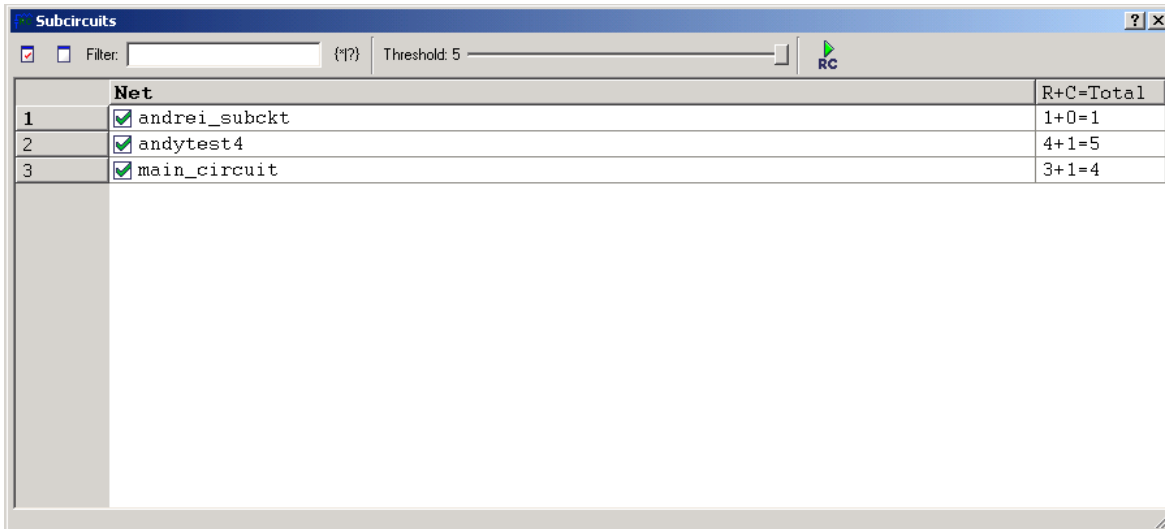 Subcircuits
Filter: {*|?} Threshold: 5 RC
Net R+C=Total
1 andrei_subckt 1+0=1
2 andytest4 4+1=5
3 main_circuit 3+1=4